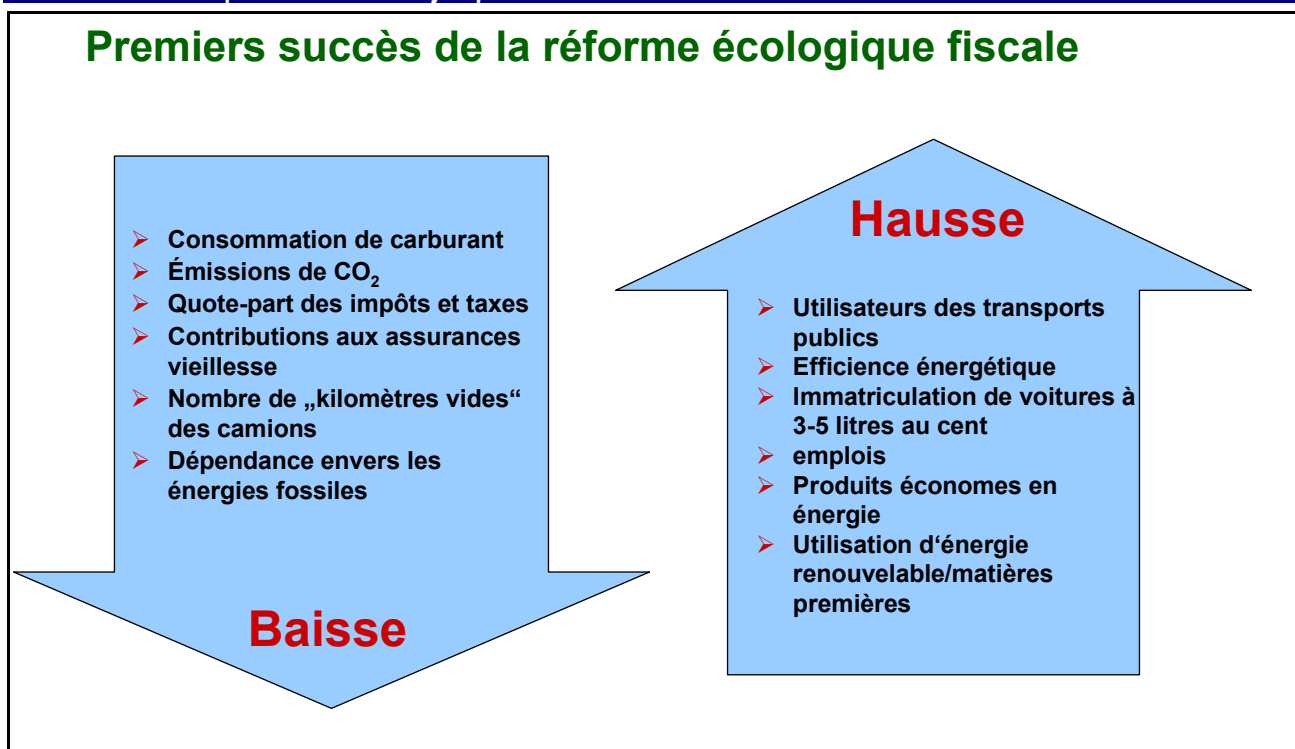 Premiers succès de la réforme écologique fiscale
Consommation de carburant
Émissions de CO₂
Quote-part des impôts et taxes
Contributions aux assurances
vieillesse
Nombre de „kilomètres vides“
des camions
Dépendance envers les
énergies fossiles
Baisse
Hausse
Utilisateurs des transports
publics
Efficience énergétique
Immatriculation de voitures à
3-5 litres au cent
emplois
Produits économes en
énergie
Utilisation d‘énergie
renouvelable/matières
premières